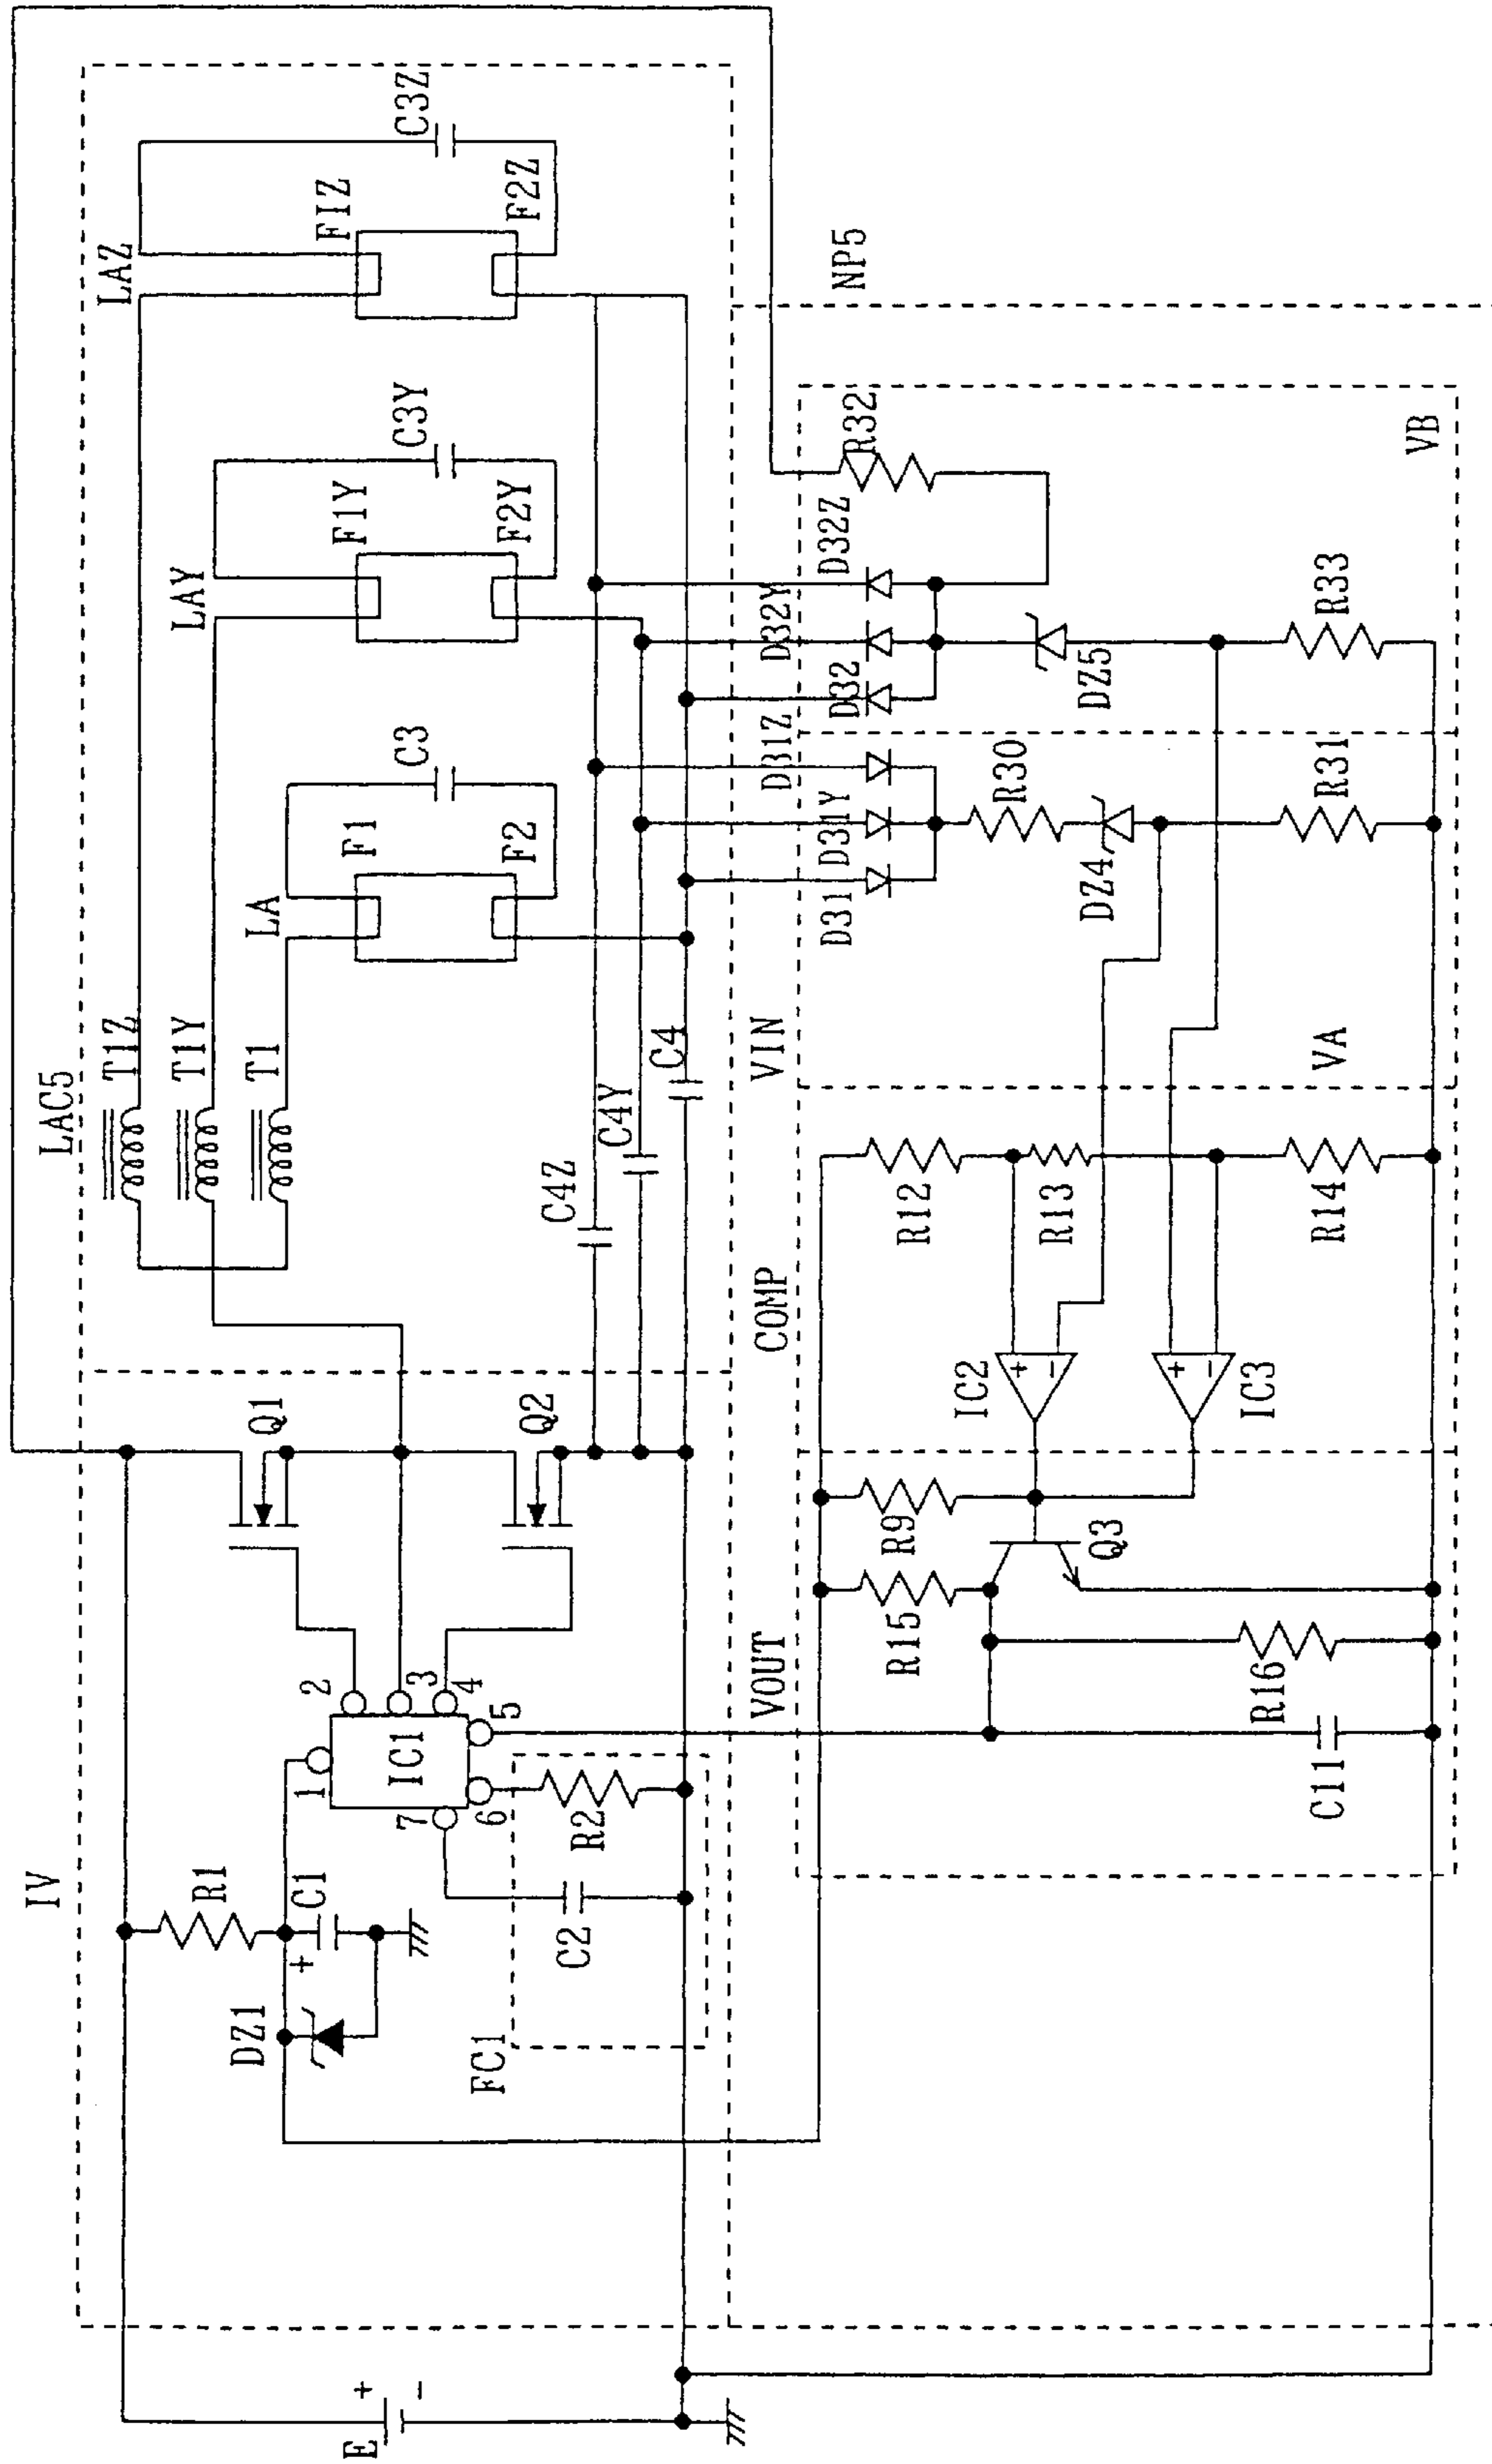 IV
LAC5
T1Z
LAZ
T1Y
LAY
R1
DZ1
Q1
T1
LA
+
C1
1
2
F1
F1Y
F1Z
E
+
-
IC1
7
3
4
C3
C3Y
C3Z
FC1
6
5
Q2
F2
F2Y
F2Z
C2
R2
C4Z
C4Y
C4
VOUT
COMP
VIN
NP5
D31
D31Y
D31Z
D32
D32Y
D32Z
R32
R15
R9
R12
IC2
+
-
R13
R30
Q3
DZ4
DZ5
+
-
IC3
R16
C11
R14
R31
R33
VA
VB